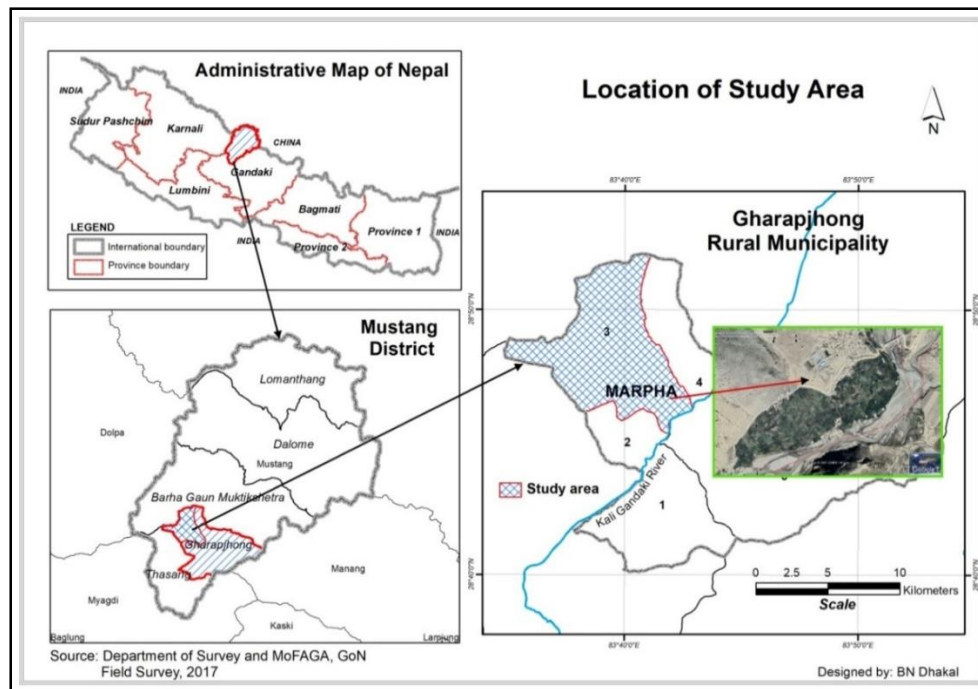 Administrative Map of Nepal
INDIA
Sudur Pashchim
Karnali
CHINA
Gandaki
Lumbini
Bagmati
INDIA
Province 2
Province 1
INDIA
LEGEND
International boundary
Province boundary
Location of Study Area
N
83°40'0"E
83°50'0"E
Gharapjhong
Rural Municipality
28°50'0"N
28°50'0"N
3
MARPHA
4
2
1
Study area
Kali Gandaki River
28°40'0"N
28°40'0"N
0 2.5 5 10
Kilometers
Scale
83°40'0"E
83°50'0"E
Mustang
District
Lomanthang
Dolpa
Dalome
Mustang
Barha Gaun Muktikshetra
Gharapjhong
Thasang
Manang
Myagdi
Kaski
Baglung
Lamjung
Source: Department of Survey and MoFAGA, GoN
Field Survey, 2017
Designed by: BN Dhakal